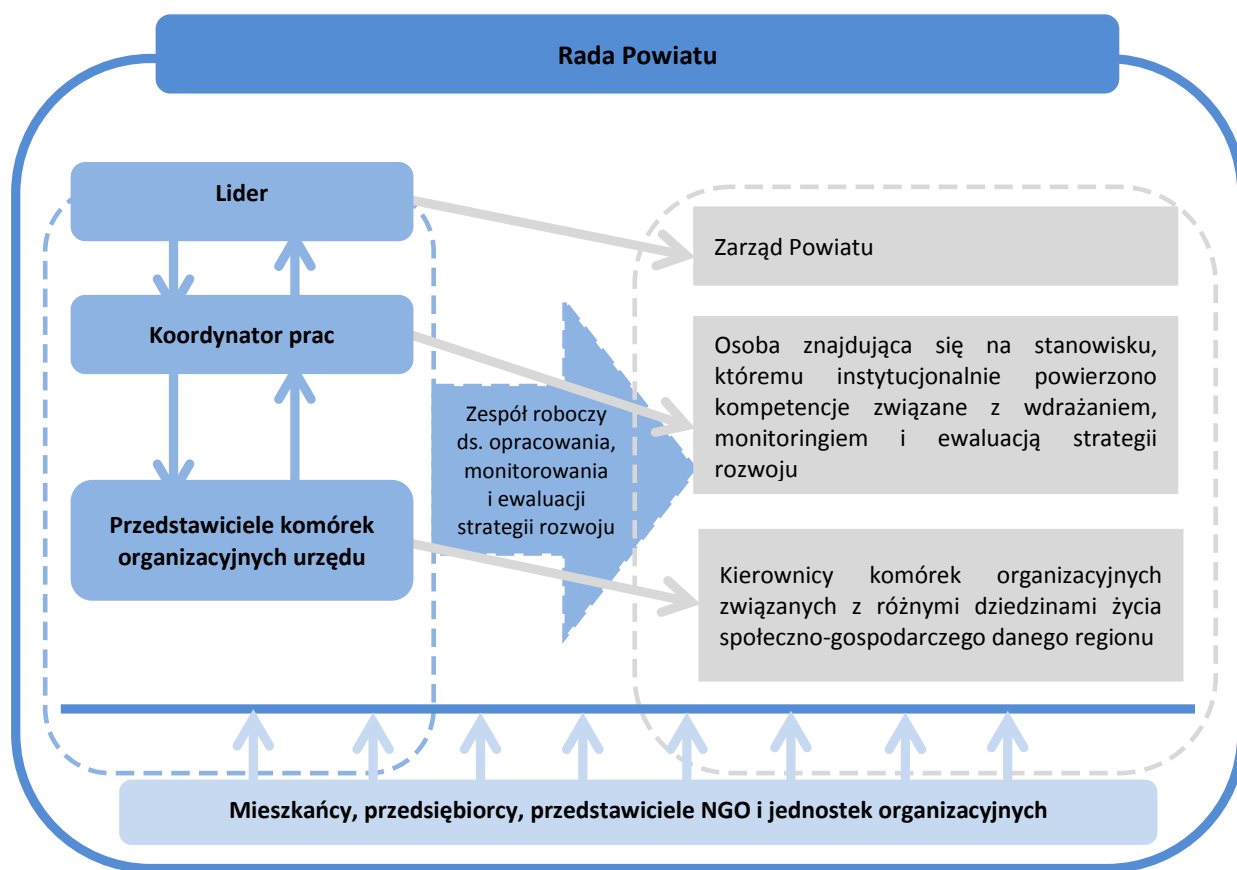 Rada Powiatu
Lider
Zarząd Powiatu
Koordynator prac
Osoba znajdująca się na stanowisku,
któremu instytucjonalnie powierzono
kompetencje związane z wdrażaniem,
monitoringiem i ewaluacją strategii
rozwoju
Zespół roboczy
ds. opracowania,
monitorowania
i ewaluacji
strategii rozwoju
Przedstawiciele komórek
organizacyjnych urzędu
Kierownicy komórek organizacyjnych
związanych z różnymi dziedzinami życia
społeczno-gospodarczego danego regionu
Mieszkańcy, przedsiębiorcy, przedstawiciele NGO i jednostek organizacyjnych